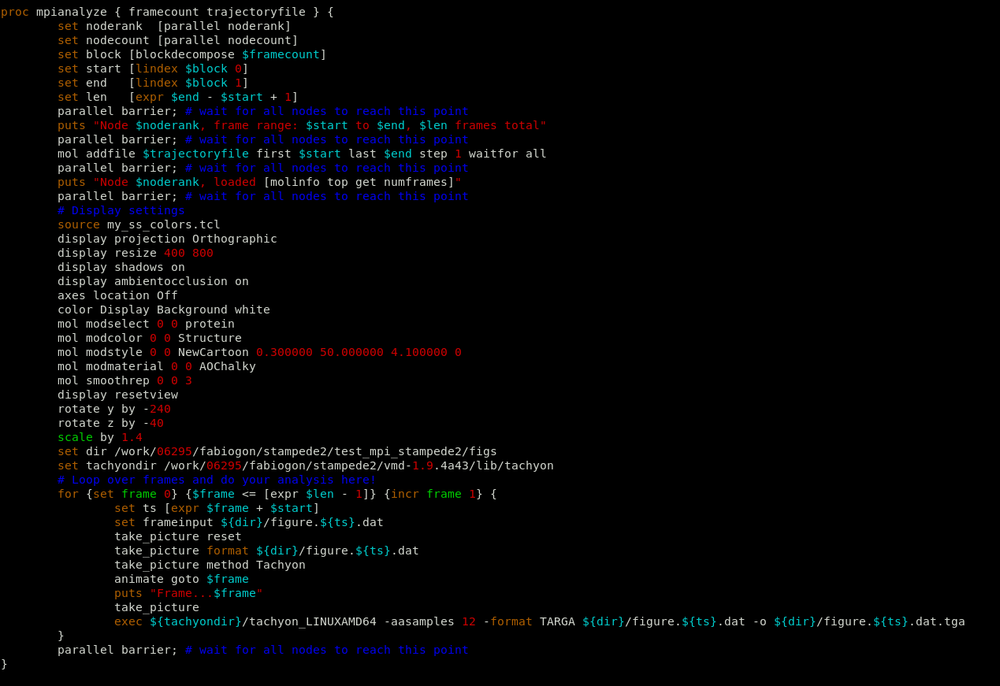 proc mpianalyze { framecount trajectoryfile } {
        set noderank  [parallel noderank]
        set nodecount [parallel nodecount]
        set block [blockdecompose $framecount]
        set start [lindex $block 0]
        set end   [lindex $block 1]
        set len   [expr $end - $start + 1]
        parallel barrier; # wait for all nodes to reach this point
        puts "Node $noderank, frame range: $start to $end, $len frames total"
        parallel barrier; # wait for all nodes to reach this point
        mol addfile $trajectoryfile first $start last $end step 1 waitfor all
        parallel barrier; # wait for all nodes to reach this point
        puts "Node $noderank, loaded [molinfo top get numframes]"
        parallel barrier; # wait for all nodes to reach this point
        # Display settings
        source my_ss_colors.tcl
        display projection Orthographic
        display resize 400 800
        display shadows on
        display ambientocclusion on
        axes location Off
        color Display Background white
        mol modselect 0 0 protein
        mol modcolor 0 0 Structure
        mol modstyle 0 0 NewCartoon 0.300000 50.000000 4.100000 0
        mol modmaterial 0 0 AOChalky
        mol smoothrep 0 0 3
        display resetview
        rotate y by -240
        rotate z by -40
        scale by 1.4
        set dir /work/06295/fabiogon/stampede2/test_mpi_stampede2/figs
        set tachyondir /work/06295/fabiogon/stampede2/vmd-1.9.4a43/lib/tachyon
        # Loop over frames and do your analysis here!
        for {set frame 0} {$frame <= [expr $len - 1]} {incr frame 1} {
                set ts [expr $frame + $start]
                set frameinput ${dir}/figure.${ts}.dat
                take_picture reset
                take_picture format ${dir}/figure.${ts}.dat
                take_picture method Tachyon
                animate goto $frame
                puts "Frame...$frame"
                take_picture
                exec ${tachyondir}/tachyon_LINUXAMD64 -aasamples 12 -format TARGA ${dir}/figure.${ts}.dat -o ${dir}/figure.${ts}.dat.tga
        }
        parallel barrier; # wait for all nodes to reach this point
}